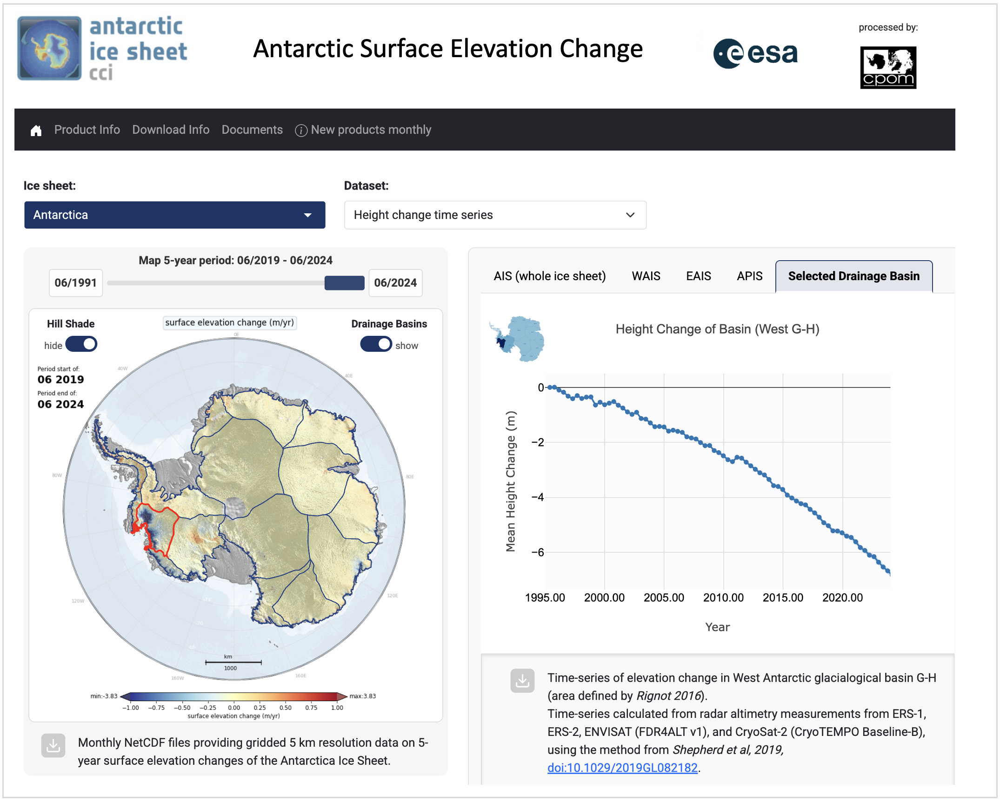 antarctic
ice sheet
cci
Antarctic Surface Elevation Change
esa
processed by:
cpom
Product Info Download Info Documents i New products monthly
Ice sheet:
Antarctica
Dataset:
Height change time series
Map 5-year period: 06/2019 - 06/2024
06/1991
06/2024
Hill Shade
hide
surface elevation change (m/yr)
Drainage Basins
show
Period start of:
06 2019
Period end of:
06 2024
0E
40W
40E
80W
80E
120W
120E
160W
160E
-74
-70
-66
km
1000
min:-3.83
max:3.83
−1.00 −0.75 −0.50 −0.25 0.00 0.25 0.50 0.75 1.00
surface elevation change (m/yr)
Monthly NetCDF files providing gridded 5 km resolution data on 5-
year surface elevation changes of the Antarctica Ice Sheet.
AIS (whole ice sheet) WAIS EAIS APIS Selected Drainage Basin
Height Change of Basin (West G-H)
Mean Height Change (m)
0
−2
−4
−6
1995.00 2000.00 2005.00 2010.00 2015.00 2020.00
Year
Time-series of elevation change in West Antarctic glacialogical basin G-H
(area defined by Rignot 2016).
Time-series calculated from radar altimetry measurements from ERS-1,
ERS-2, ENVISAT (FDR4ALT v1), and CryoSat-2 (CryoTEMPO Baseline-B),
using the method from Shepherd et al, 2019,
doi:10.1029/2019GL082182.